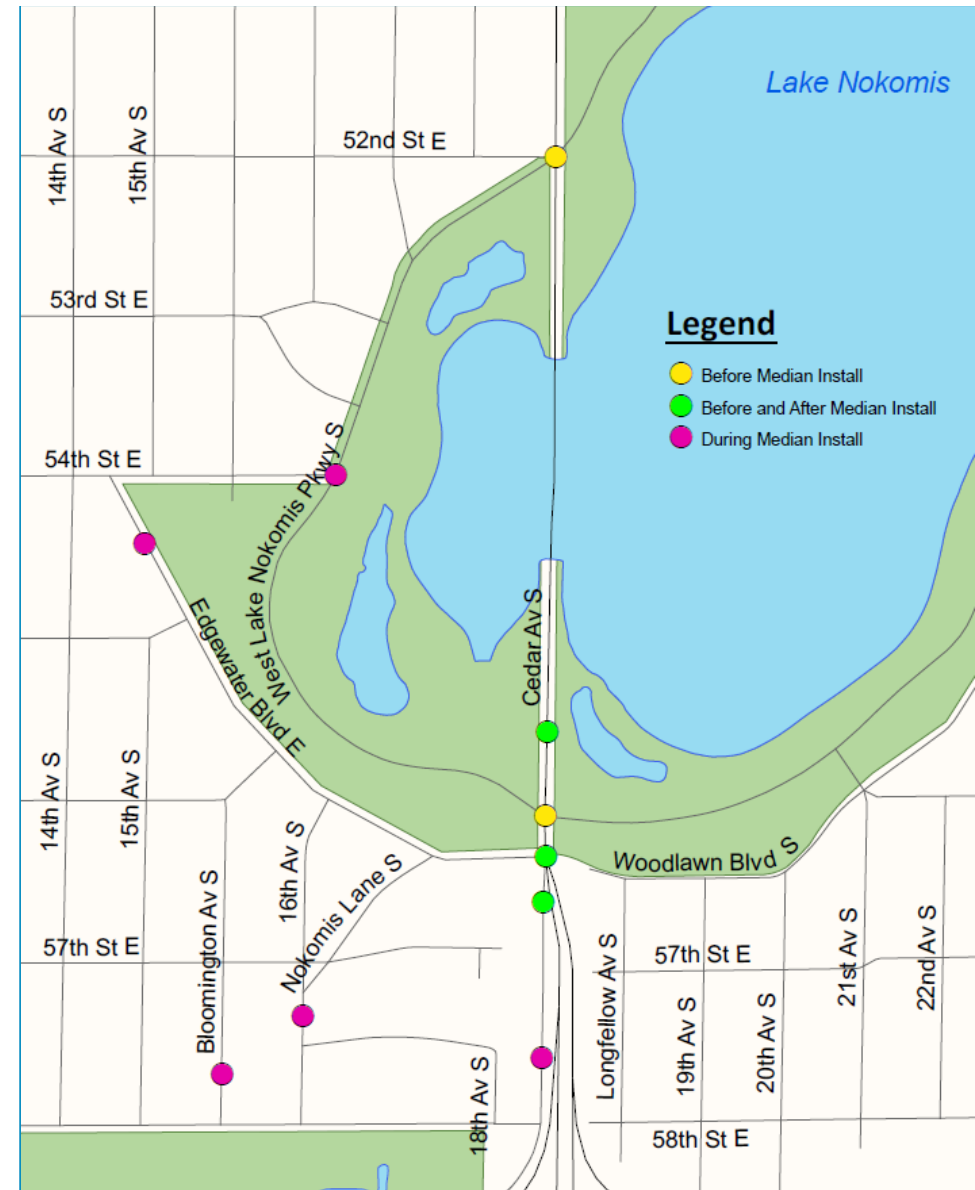 Lake Nokomis
52nd St E
14th Av S
15th Av S
53rd St E
Legend
Before Median Install
Before and After Median Install
During Median Install
54th St E
West Lake Nokomis Pkwy S
Edgewater Blvd E
Cedar Av S
14th Av S
15th Av S
16th Av S
Nokomis Lane S
Woodlawn Blvd S
Bloomington Av S
57th St E
57th St E
Longfellow Av S
19th Av S
20th Av S
21st Av S
22nd Av S
18th Av S
58th St E